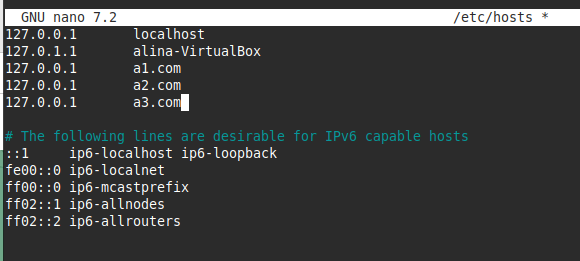 GNU nano 7.2 /etc/hosts *
127.0.0.1 localhost
127.0.1.1 alina-VirtualBox
127.0.0.1 a1.com
127.0.0.1 a2.com
127.0.0.1 a3.com
# The following lines are desirable for IPv6 capable hosts
::1 ip6-localhost ip6-loopback
fe00::0 ip6-localnet
ff00::0 ip6-mcastprefix
ff02::1 ip6-allnodes
ff02::2 ip6-allrouters